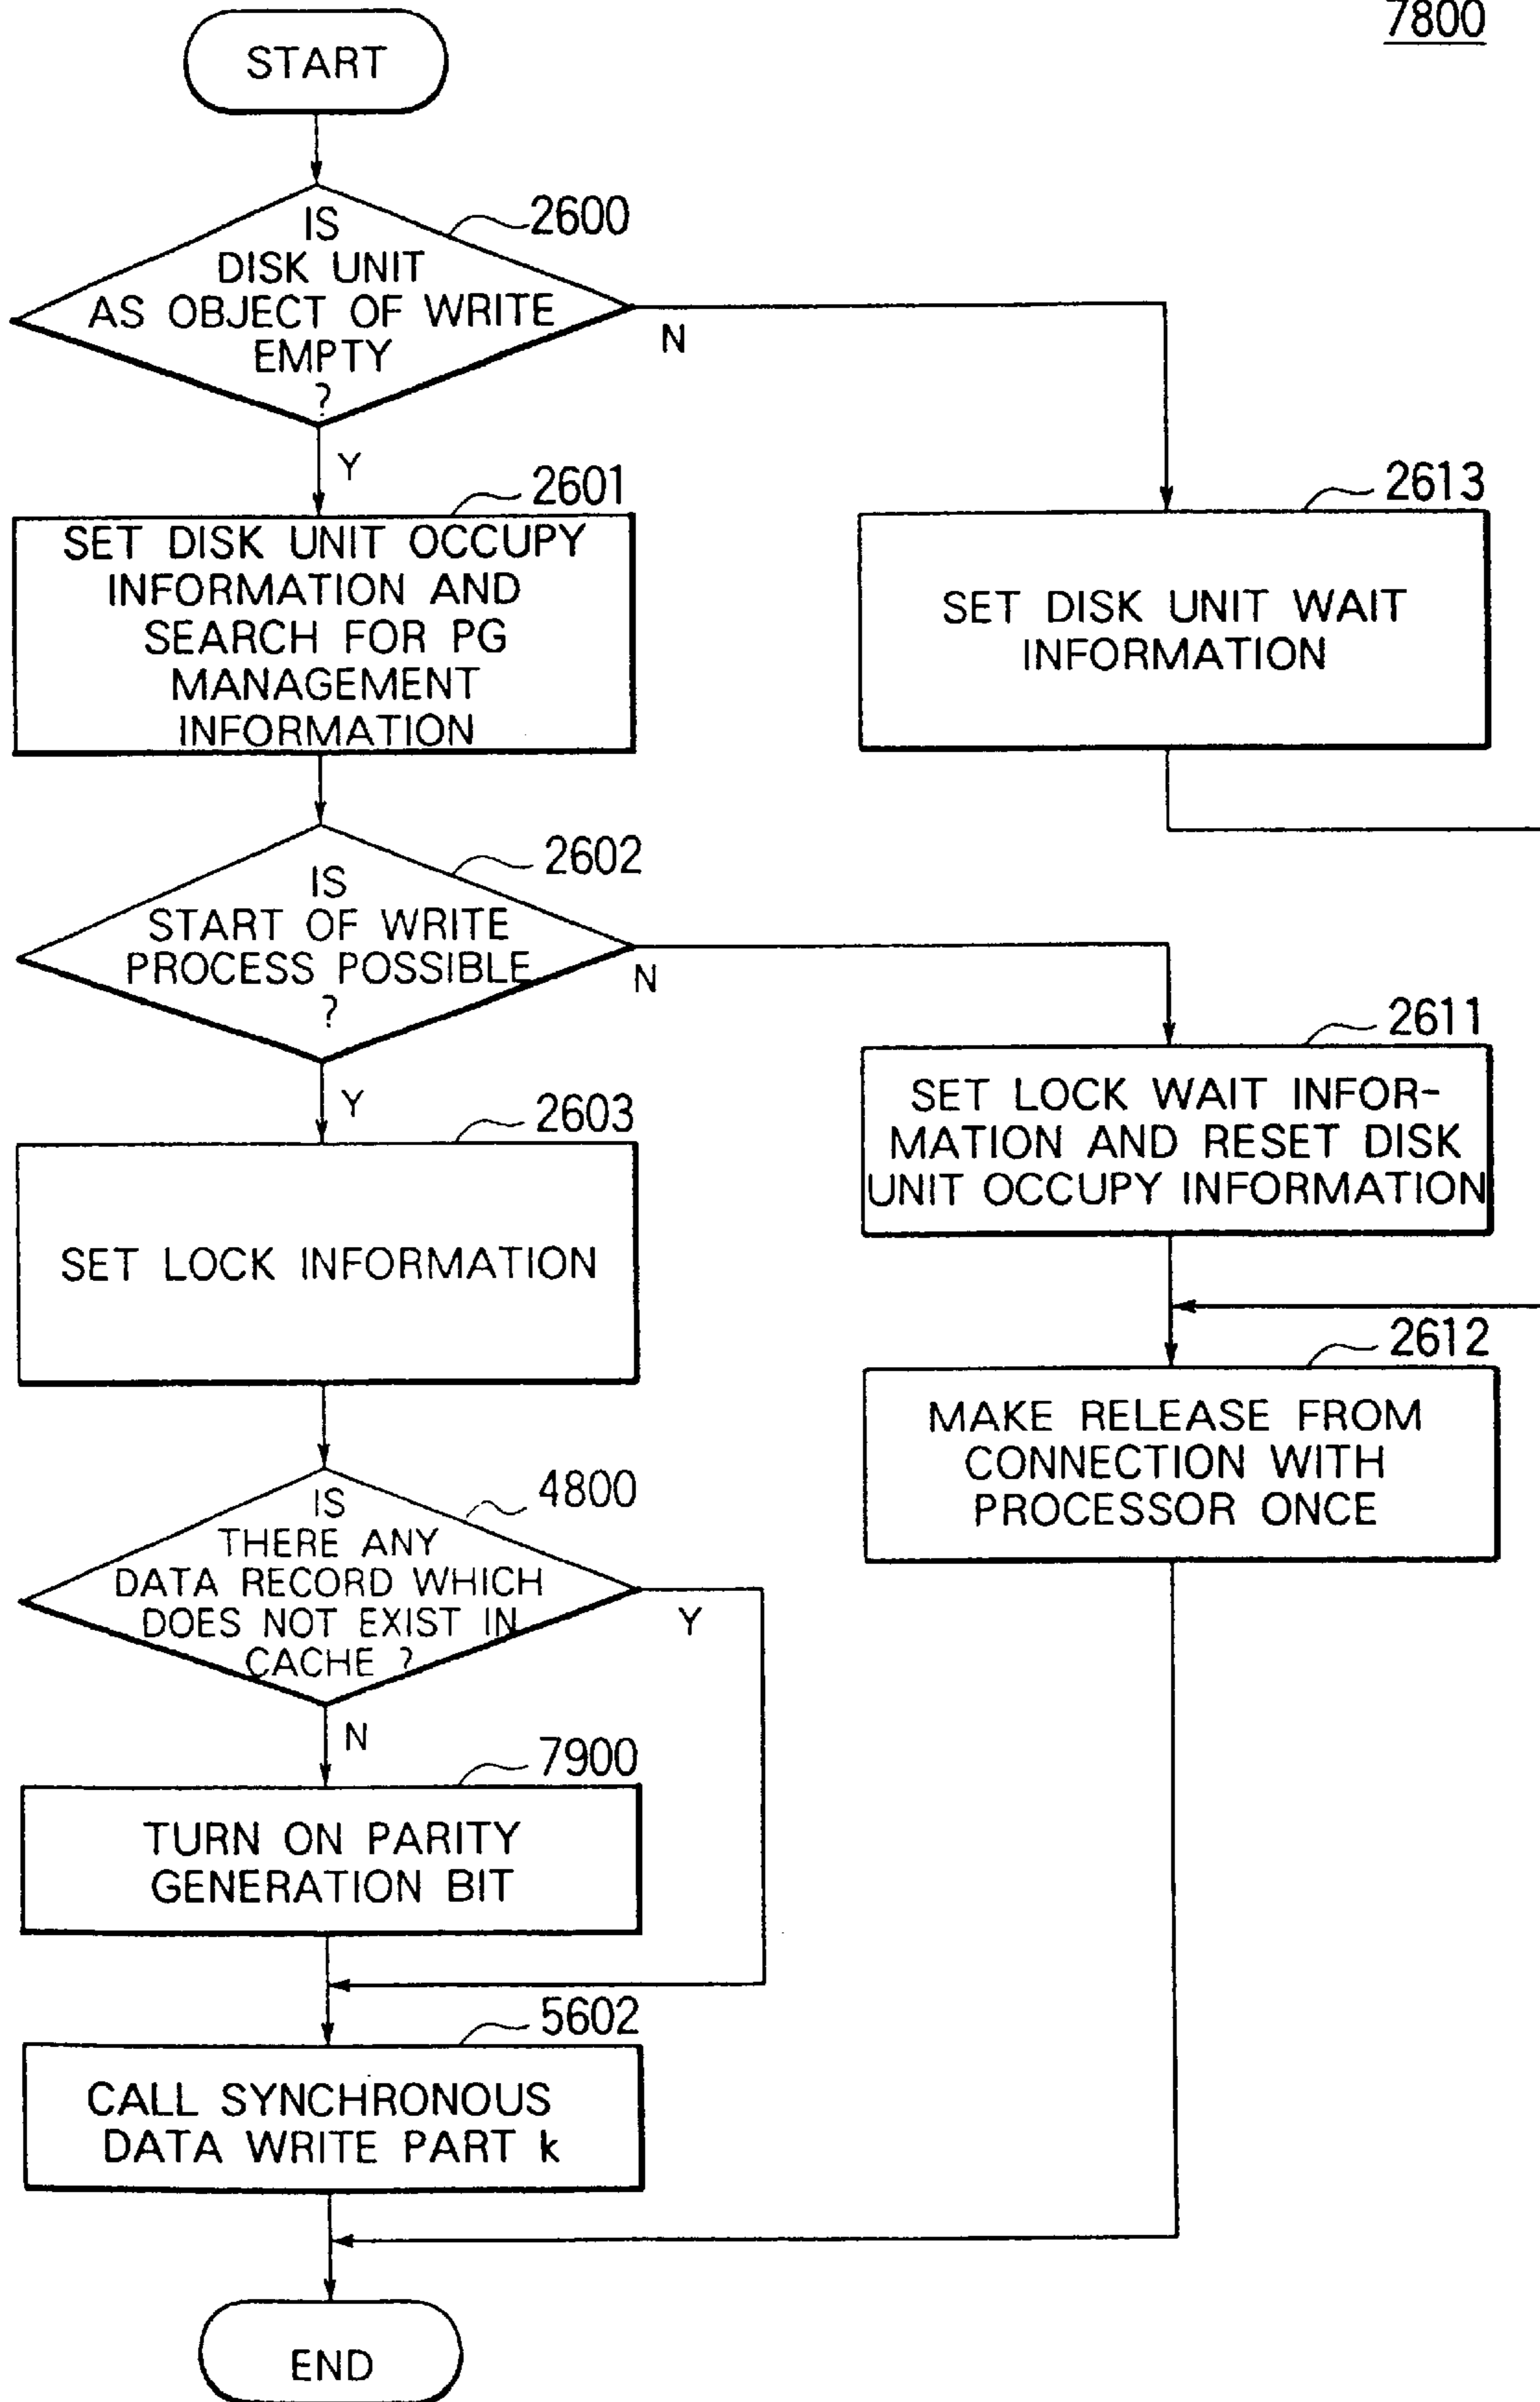 7800
START
2600
IS
DISK UNIT
AS OBJECT OF WRITE
EMPTY
?
N
Y
2601
SET DISK UNIT OCCUPY
INFORMATION AND
SEARCH FOR PG
MANAGEMENT
INFORMATION
2613
SET DISK UNIT WAIT
INFORMATION
2602
IS
START OF WRITE
PROCESS POSSIBLE
?
N
Y
2611
SET LOCK WAIT INFOR-
MATION AND RESET DISK
UNIT OCCUPY INFORMATION
2603
SET LOCK INFORMATION
2612
MAKE RELEASE FROM
CONNECTION WITH
PROCESSOR ONCE
4800
IS
THERE ANY
DATA RECORD WHICH
DOES NOT EXIST IN
CACHE ?
Y
N
7900
TURN ON PARITY
GENERATION BIT
5602
CALL SYNCHRONOUS
DATA WRITE PART k
END